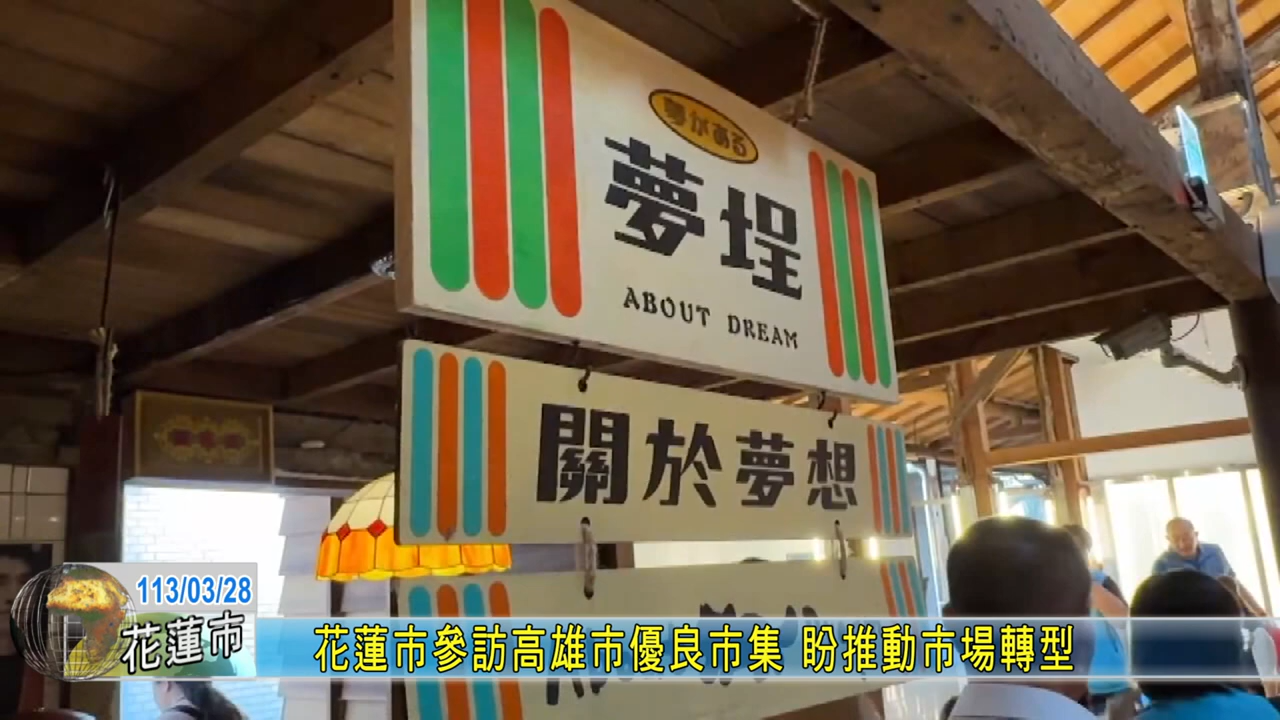 夢がある
夢埕
ABOUT DREAM
關於夢想
113/03/28
花蓮市
花蓮市參訪高雄市優良市集 盼推動市場轉型